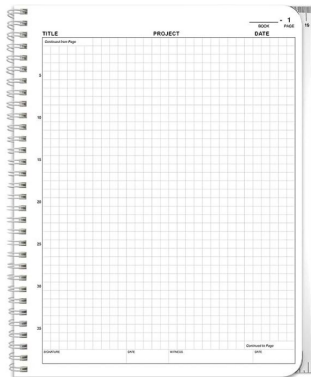 - 1
BOOK PAGE
TITLE PROJECT DATE
Continued from Page
5
10
15
20
25
30
35
Continued to Page
SIGNATURE DATE WITNESS DATE